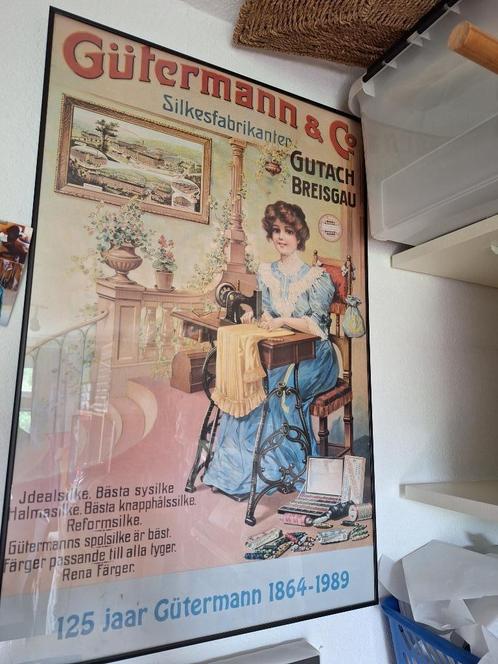 Gütermann & Co
Silkesfabrikanter
GUTACH
BREISGAU
Jdealsilke. Bästa sysilke
Halmasilke. Bästa knapphålssilke.
Reformsilke.
Gütermanns spolsilke är bäst.
Färger passande till alla tyger.
Rena Färger.
125 jaar Gütermann 1864-1989